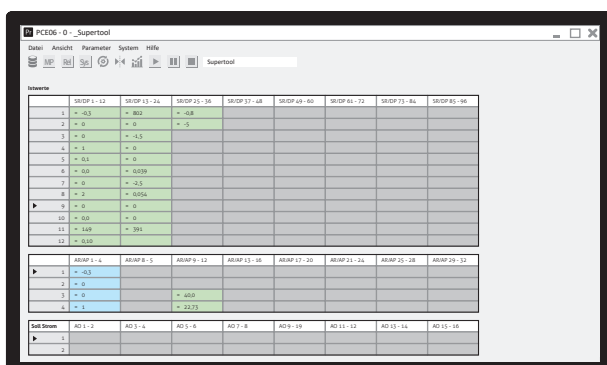 Pr PCE06 - 0 - _Supertool
Datei Ansicht Parameter System Hilfe
MP Rel Sys Supertool
Istwerte
SR/DP 1 - 12 SR/DP 13 - 24 SR/DP 25 - 36 SR/DP 37 - 48 SR/DP 49 - 60 SR/DP 61 - 72 SR/DP 73 - 84 SR/DP 85 - 96
1 = -0,3 = 802 = -0,8
2 = 0 = 0 = -5
3 = 0 = -1,5
4 = 1 = 0
5 = 0,1 = 0
6 = 0,0 = 0,039
7 = 0 = -2,5
8 = 2 = 0,054
9 = 0 = 0
10 = 0,0 = 0
11 = 149 = 391
12 = 0,10
AR/AP 1 - 4 AR/AP 8 - 5 AR/AP 9 - 12 AR/AP 13 - 16 AR/AP 17 - 20 AR/AP 21 - 24 AR/AP 25 - 28 AR/AP 29 - 32
1 = -0,3
2 = 0
3 = 0 = 40,0
4 = 1 = 22,73
Soll Strom AO 1 - 2 AO 3 - 4 AO 5 - 6 AO 7 - 8 AO 9 - 19 AO 11 - 12 AO 13 - 14 AO 15 - 16
1
2